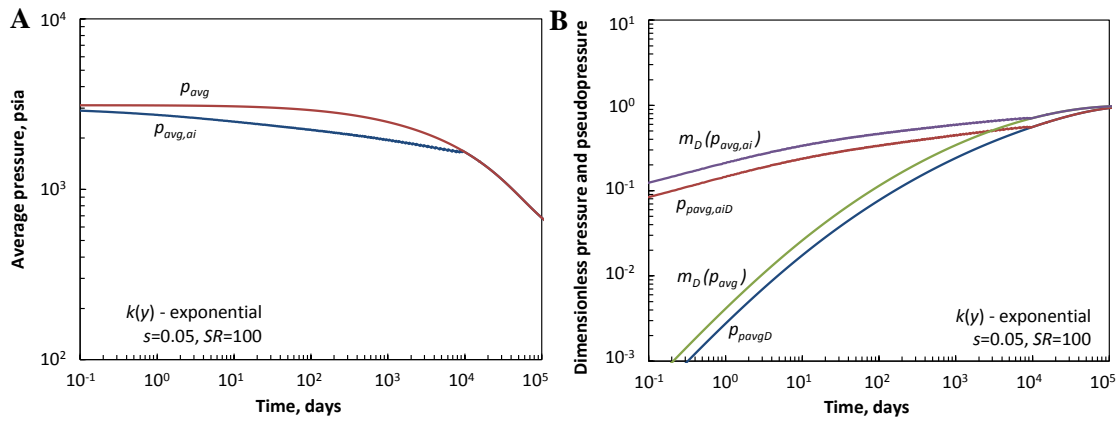 A
10⁴
10³
10²
Average pressure, psia
p_avg
p_avg,ai
k(y) - exponential
s=0.05, SR=100
10⁻¹ 10⁰ 10¹ 10² 10³ 10⁴ 10⁵
Time, days
B
10¹
10⁰
10⁻¹
10⁻²
10⁻³
Dimensionless pressure and pseudopressure
m_D(p_avg,ai)
p_pavg,aiD
m_D(p_avg)
p_pavgD
k(y) - exponential
s=0.05, SR=100
10⁻¹ 10⁰ 10¹ 10² 10³ 10⁴ 10⁵
Time, days